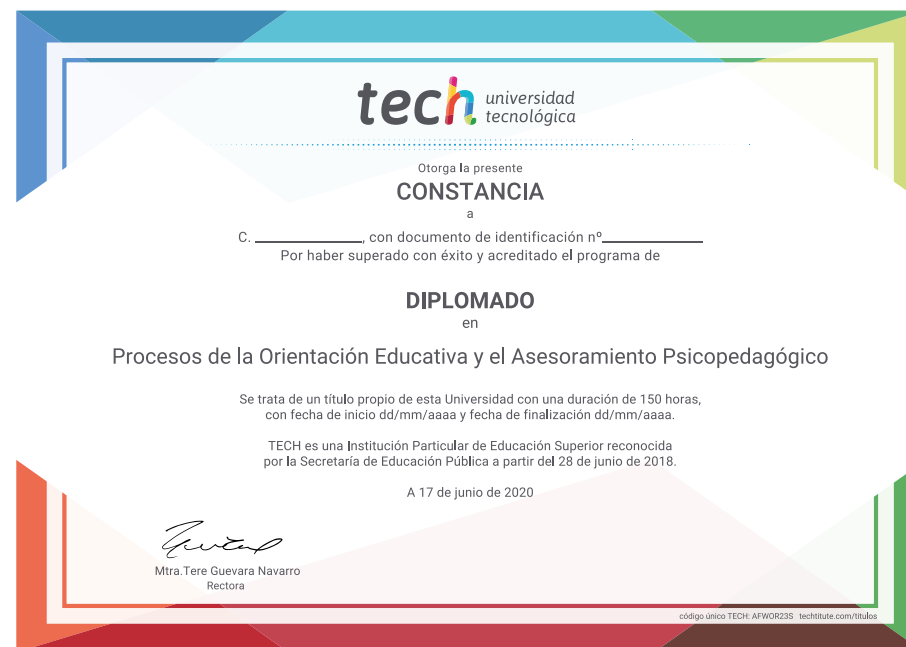 tech universidad
tecnológica
Otorga la presente
CONSTANCIA
a
C. ____________, con documento de identificación nº____________
Por haber superado con éxito y acreditado el programa de
DIPLOMADO
en
Procesos de la Orientación Educativa y el Asesoramiento Psicopedagógico
Se trata de un título propio de esta Universidad con una duración de 150 horas,
con fecha de inicio dd/mm/aaaa y fecha de finalización dd/mm/aaaa.
TECH es una Institución Particular de Educación Superior reconocida
por la Secretaría de Educación Pública a partir del 28 de junio de 2018.
A 17 de junio de 2020
Mtra.Tere Guevara Navarro
Rectora
código único TECH: AFWOR23S techtitute.com/titulos